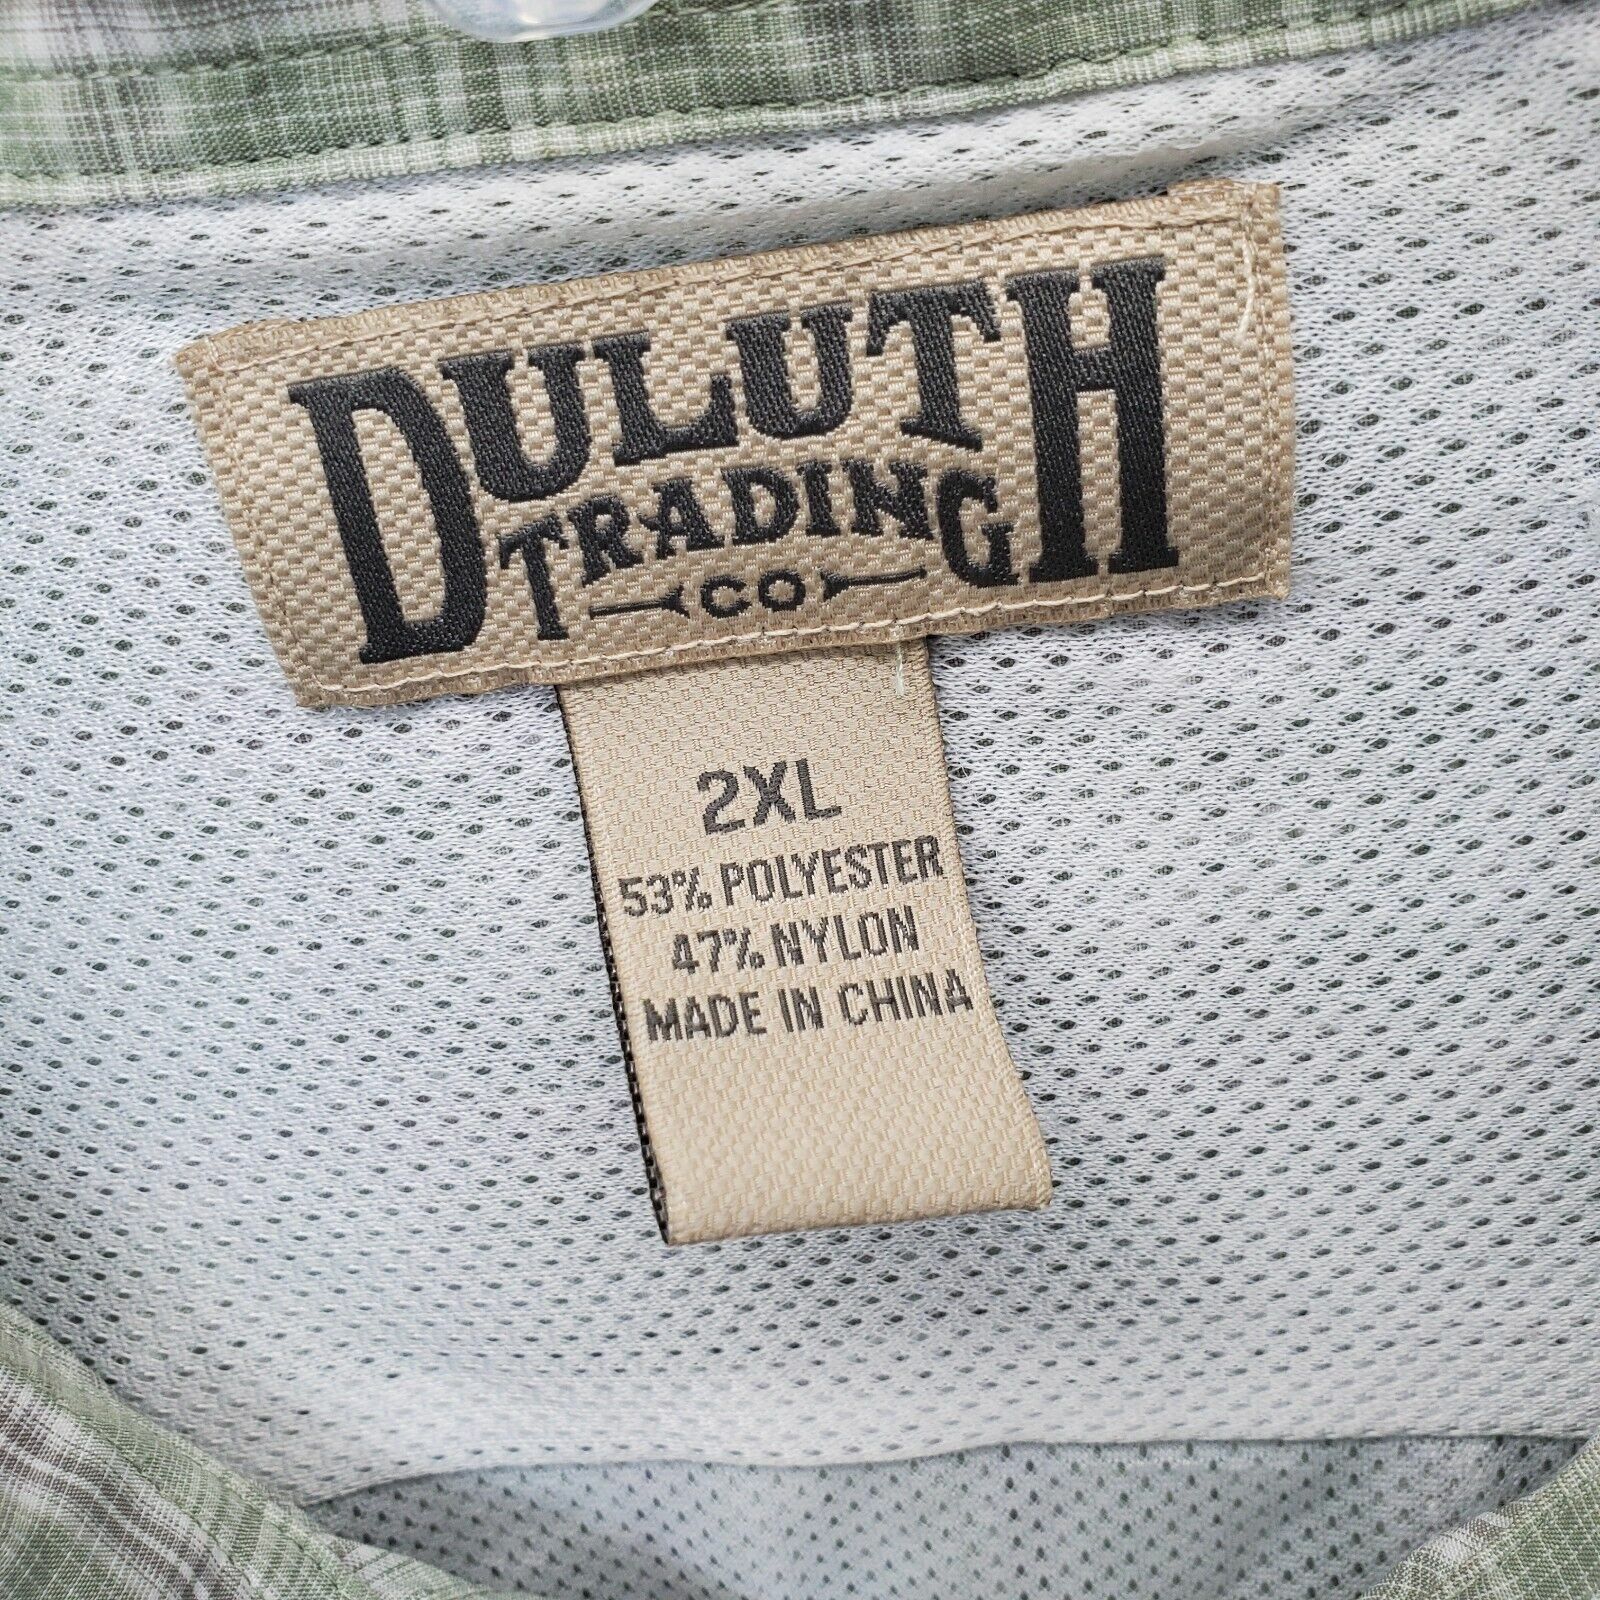 DULUTH
TRADING
CO
2XL
53% POLYESTER
47% NYLON
MADE IN CHINA